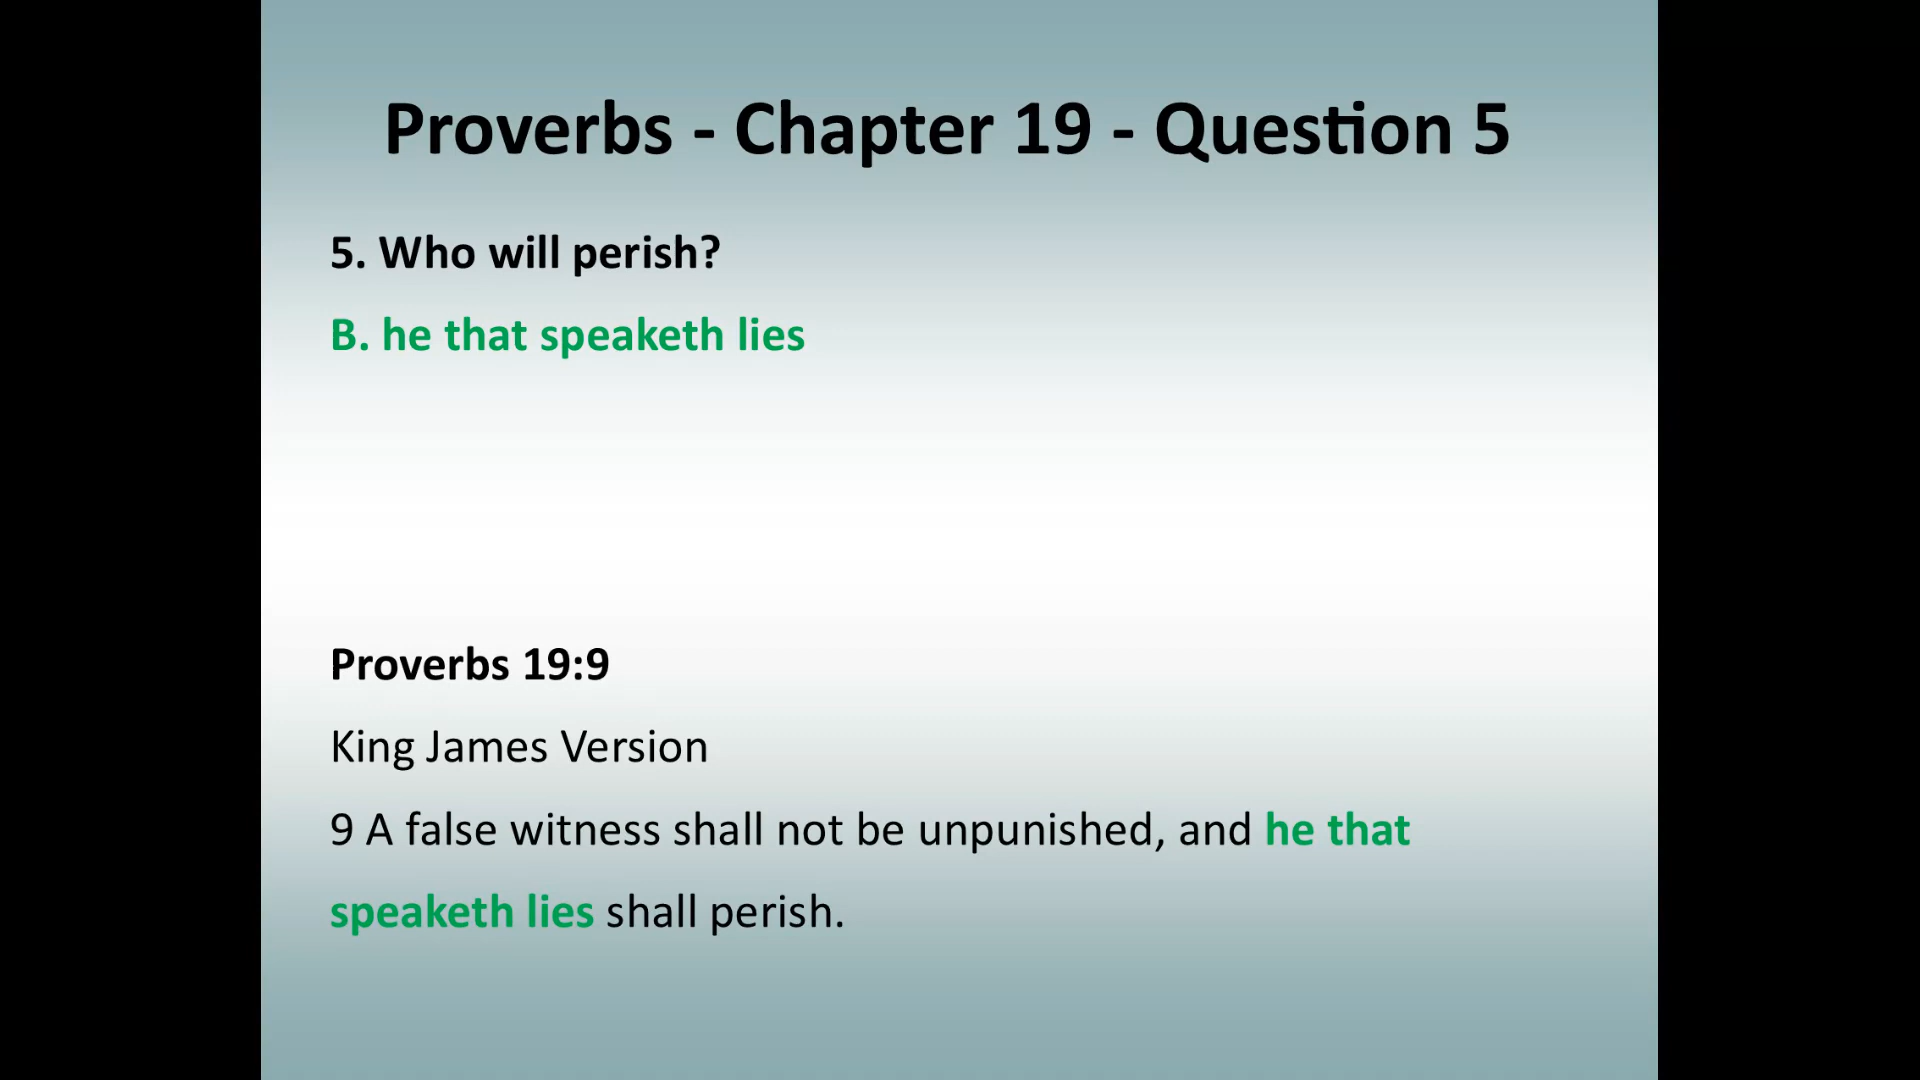 Proverbs - Chapter 19 - Question 5
5. Who will perish?
B. he that speaketh lies
Proverbs 19:9
King James Version
9 A false witness shall not be unpunished, and he that
speaketh lies shall perish.